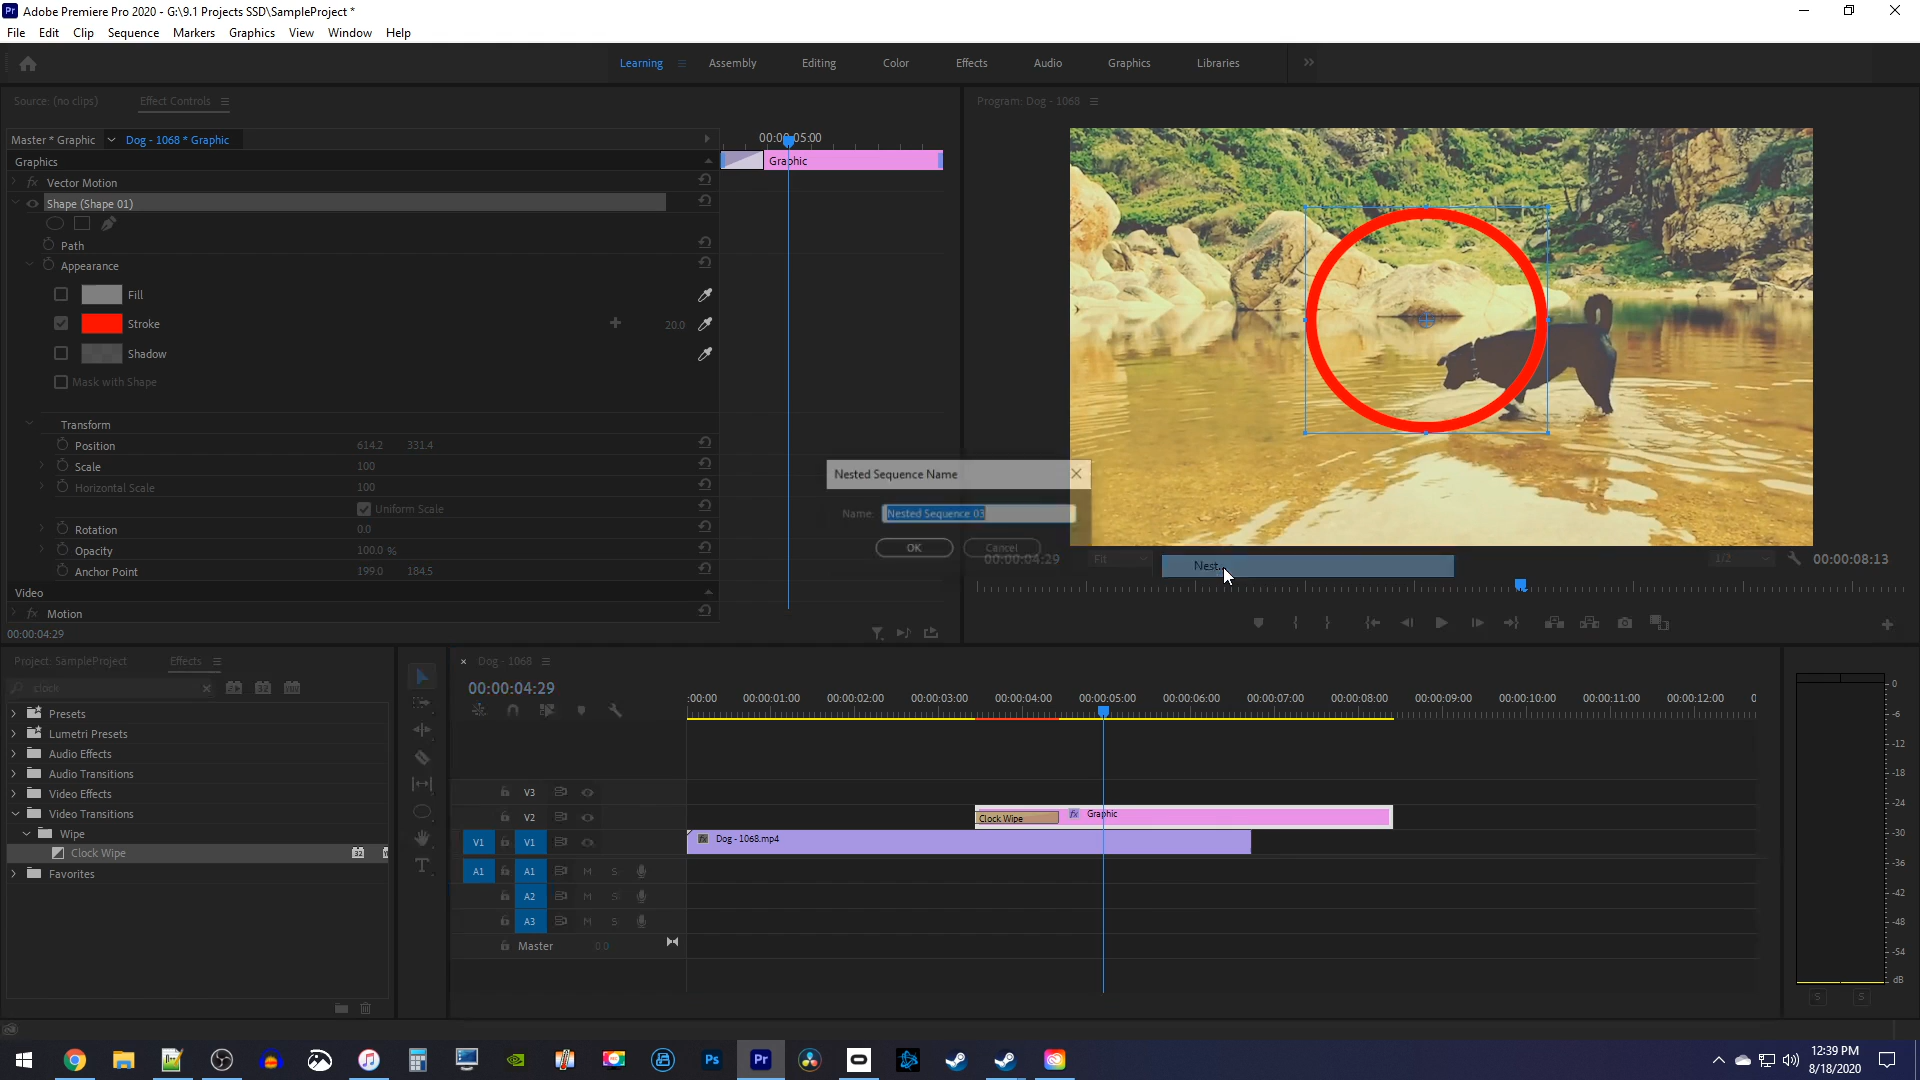 Adobe Premiere Pro 2020 - G:\9.1 Projects SSD\SampleProject *
File Edit Clip Sequence Markers Graphics View Window Help
Learning Assembly Editing Color Effects Audio Graphics Libraries
Source: (no clips) Effect Controls
Program: Dog - 1068
Master * Graphic Dog - 1068 * Graphic
00:00:05:00
Graphics
Graphic
Vector Motion
Shape (Shape 01)
Path
Appearance
Fill
Stroke 20.0
Shadow
Mask with Shape
Transform
Position 614.2 331.4
Scale 100
Horizontal Scale 100
Uniform Scale
Rotation 0.0
Opacity 100.0 %
Anchor Point 199.0 184.5
Video
Motion
00:00:04:29
Nested Sequence Name
Name: Nested Sequence 03
OK Cancel
00:00:04:29 Fit 1/2 00:00:08:13
Nest...
Project: SampleProject Effects
clock
Presets
Lumetri Presets
Audio Effects
Audio Transitions
Video Effects
Video Transitions
Wipe
Clock Wipe
Favorites
Dog - 1068
00:00:04:29
:00:00 00:00:01:00 00:00:02:00 00:00:03:00 00:00:04:00 00:00:05:00 00:00:06:00 00:00:07:00 00:00:08:00 00:00:09:00 00:00:10:00 00:00:11:00 00:00:12:00 0
V3
V2 Clock Wipe Graphic
V1 V1 Dog - 1068.mp4
A1 A1 M S
A2 M S
A3 M S
Master 0.0
0
-6
-12
-18
-24
-30
-36
-42
-48
-54
dB
S S
12:39 PM
8/18/2020